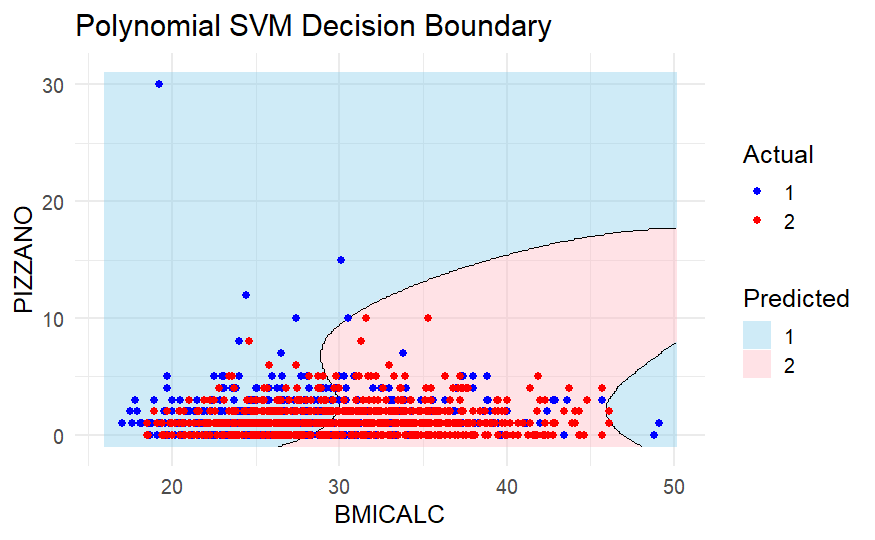 Polynomial SVM Decision Boundary
30
20
10
0
PIZZANO
20
30
40
50
BMICALC
Actual
1
2
Predicted
1
2